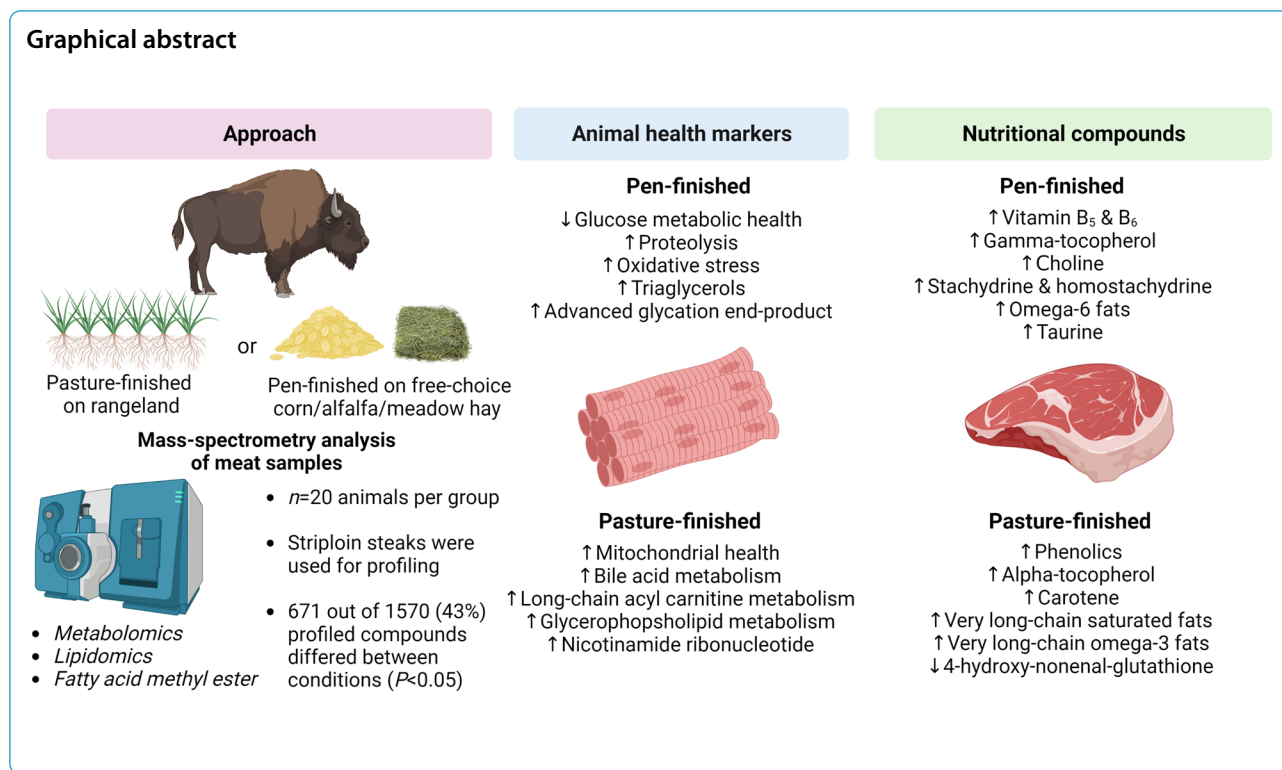 Graphical abstract
Approach
Pasture-finished
on rangeland
or
Pen-finished on free-choice
corn/alfalfa/meadow hay
Mass-spectrometry analysis
of meat samples
• Metabolomics
• Lipidomics
• Fatty acid methyl ester
• n=20 animals per group
• Striploin steaks were
used for profiling
• 671 out of 1570 (43%)
profiled compounds
differed between
conditions (P<0.05)
Animal health markers
Pen-finished
↓Glucose metabolic health
↑Proteolysis
↑Oxidative stress
↑Triaglycerols
↑Advanced glycation end-product
Pasture-finished
↑Mitochondrial health
↑Bile acid metabolism
↑Long-chain acyl carnitine metabolism
↑Glycerophopsholipid metabolism
↑Nicotinamide ribonucleotide
Nutritional compounds
Pen-finished
↑Vitamin B₅ & B₆
↑Gamma-tocopherol
↑Choline
↑Stachydrine & homostachydrine
↑Omega-6 fats
↑Taurine
Pasture-finished
↑Phenolics
↑Alpha-tocopherol
↑Carotene
↑Very long-chain saturated fats
↑Very long-chain omega-3 fats
↓4-hydroxy-nonenal-glutathione